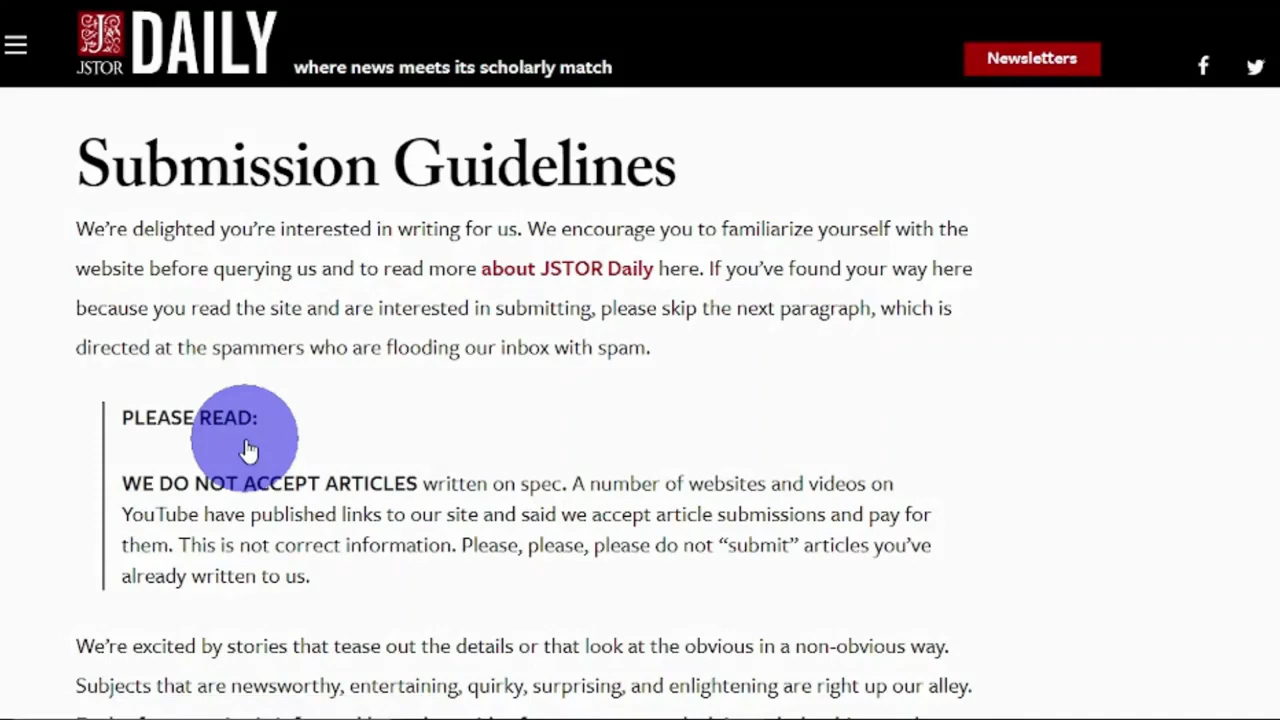 JSTOR DAILY where news meets its scholarly match Newsletters
Submission Guidelines
We’re delighted you’re interested in writing for us. We encourage you to familiarize yourself with the
website before querying us and to read more about JSTOR Daily here. If you’ve found your way here
because you read the site and are interested in submitting, please skip the next paragraph, which is
directed at the spammers who are flooding our inbox with spam.
PLEASE READ:
WE DO NOT ACCEPT ARTICLES written on spec. A number of websites and videos on
YouTube have published links to our site and said we accept article submissions and pay for
them. This is not correct information. Please, please, please do not “submit” articles you’ve
already written to us.
We’re excited by stories that tease out the details or that look at the obvious in a non-obvious way.
Subjects that are newsworthy, entertaining, quirky, surprising, and enlightening are right up our alley.